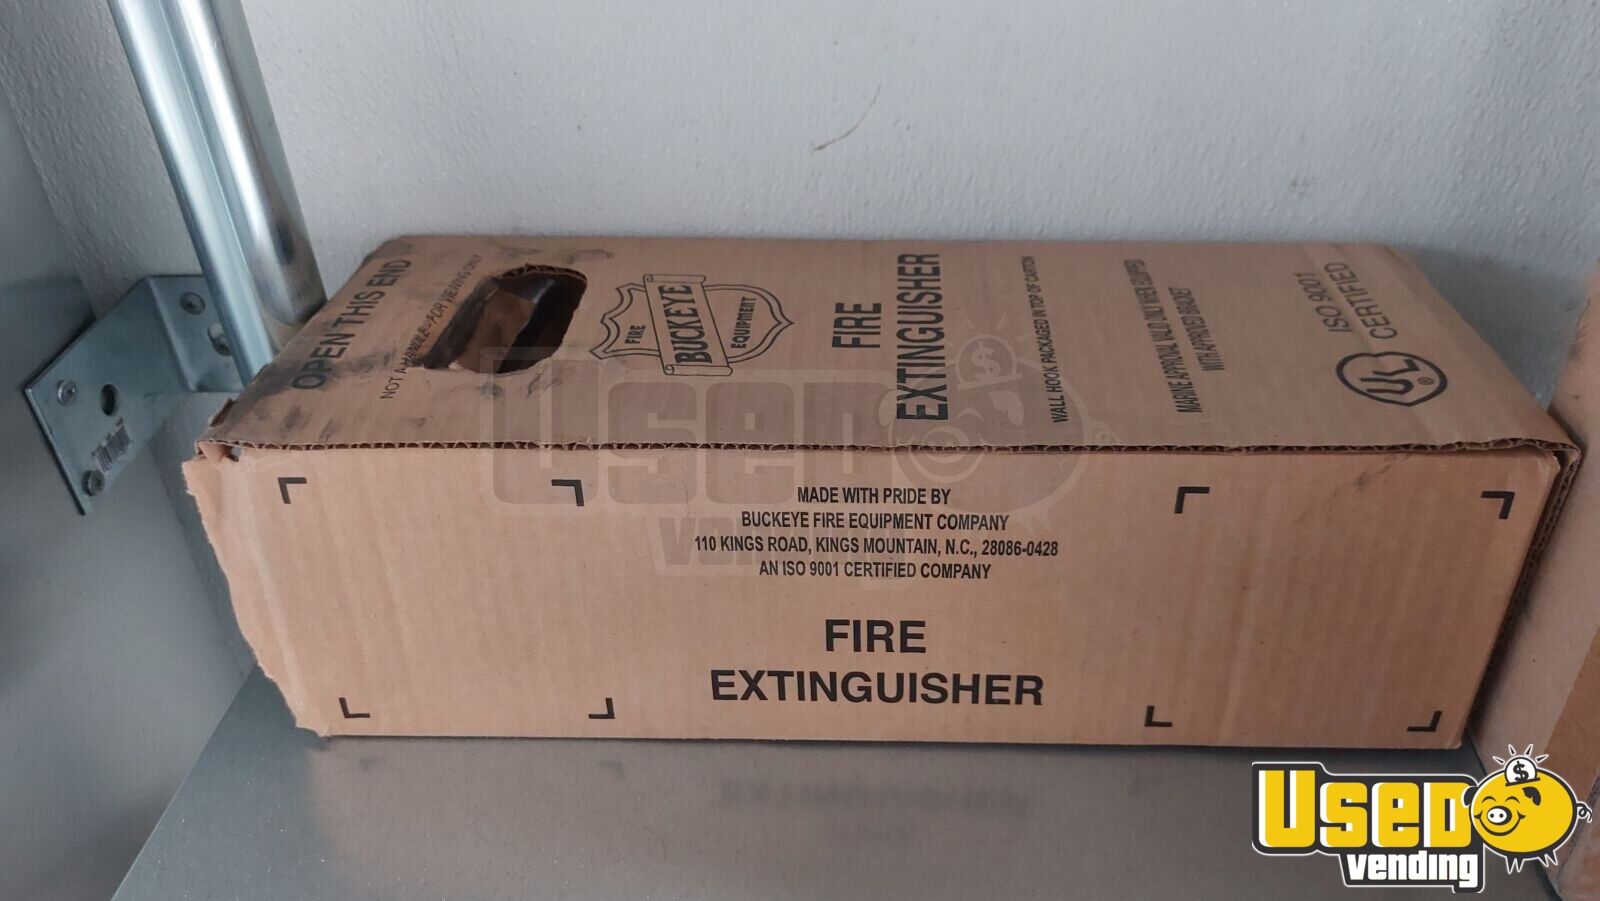 OPEN THIS END
NOT A HANDLE - FOR VIEWING ONLY
FIRE
BUCKEYE
EQUIPMENT
FIRE
EXTINGUISHER
WALL HOOK PACKAGED IN TOP OF CARTON
MARINE APPROVAL VALID ONLY WHEN EQUIPPED
WITH APPROVED BRACKET
ISO 9001
CERTIFIED
UL
®
MADE WITH PRIDE BY
BUCKEYE FIRE EQUIPMENT COMPANY
110 KINGS ROAD, KINGS MOUNTAIN, N.C., 28086-0428
AN ISO 9001 CERTIFIED COMPANY
FIRE
EXTINGUISHER
USED
vending
USED
vending